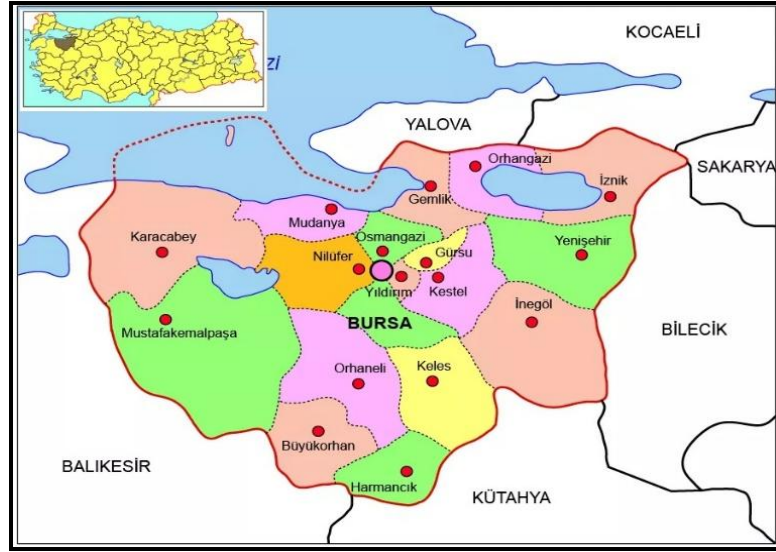 KOCAELİ
zi
YALOVA
Orhangazi
SAKARYA
İznik
Gemlik
Mudanya
Karacabey
Osmangazi
Yenişehir
Nilüfer
Gürsu
Yıldırım
Kestel
İnegöl
BURSA
Mustafakemalpaşa
BİLECİK
Orhaneli
Keles
Büyükorhan
BALIKESİR
Harmancık
KÜTAHYA